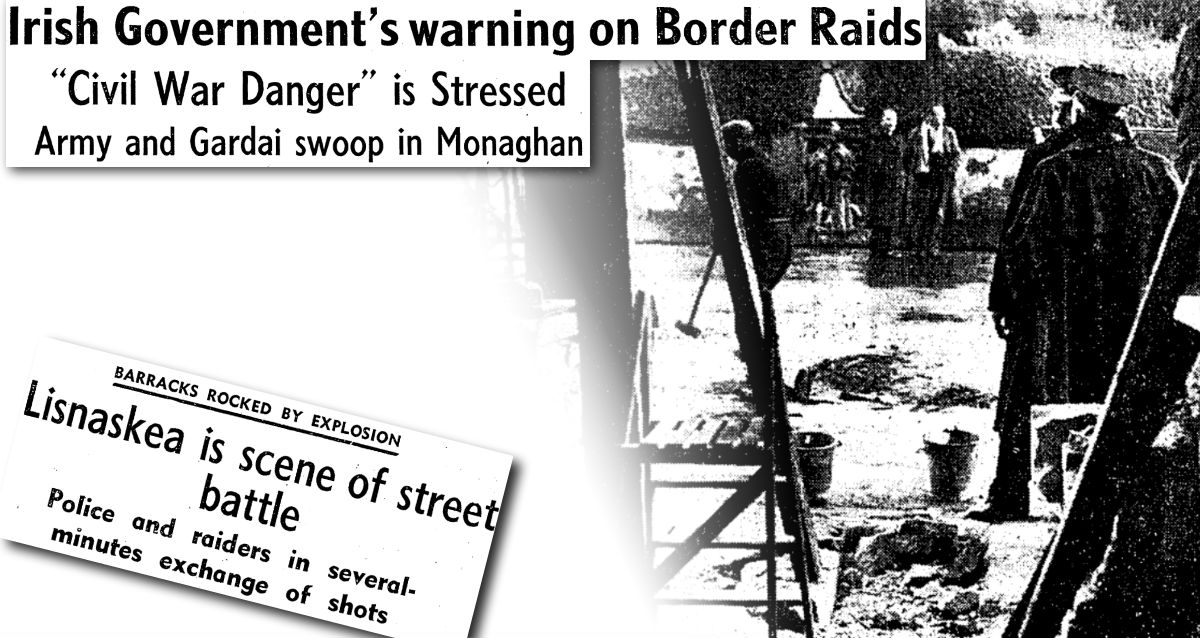 Irish Government's warning on Border Raids
"Civil War Danger" is Stressed
Army and Gardai swoop in Monaghan
BARRACKS ROCKED BY EXPLOSION
Lisnaskea is scene of street
battle
Police and raiders in several-
minutes exchange of shots